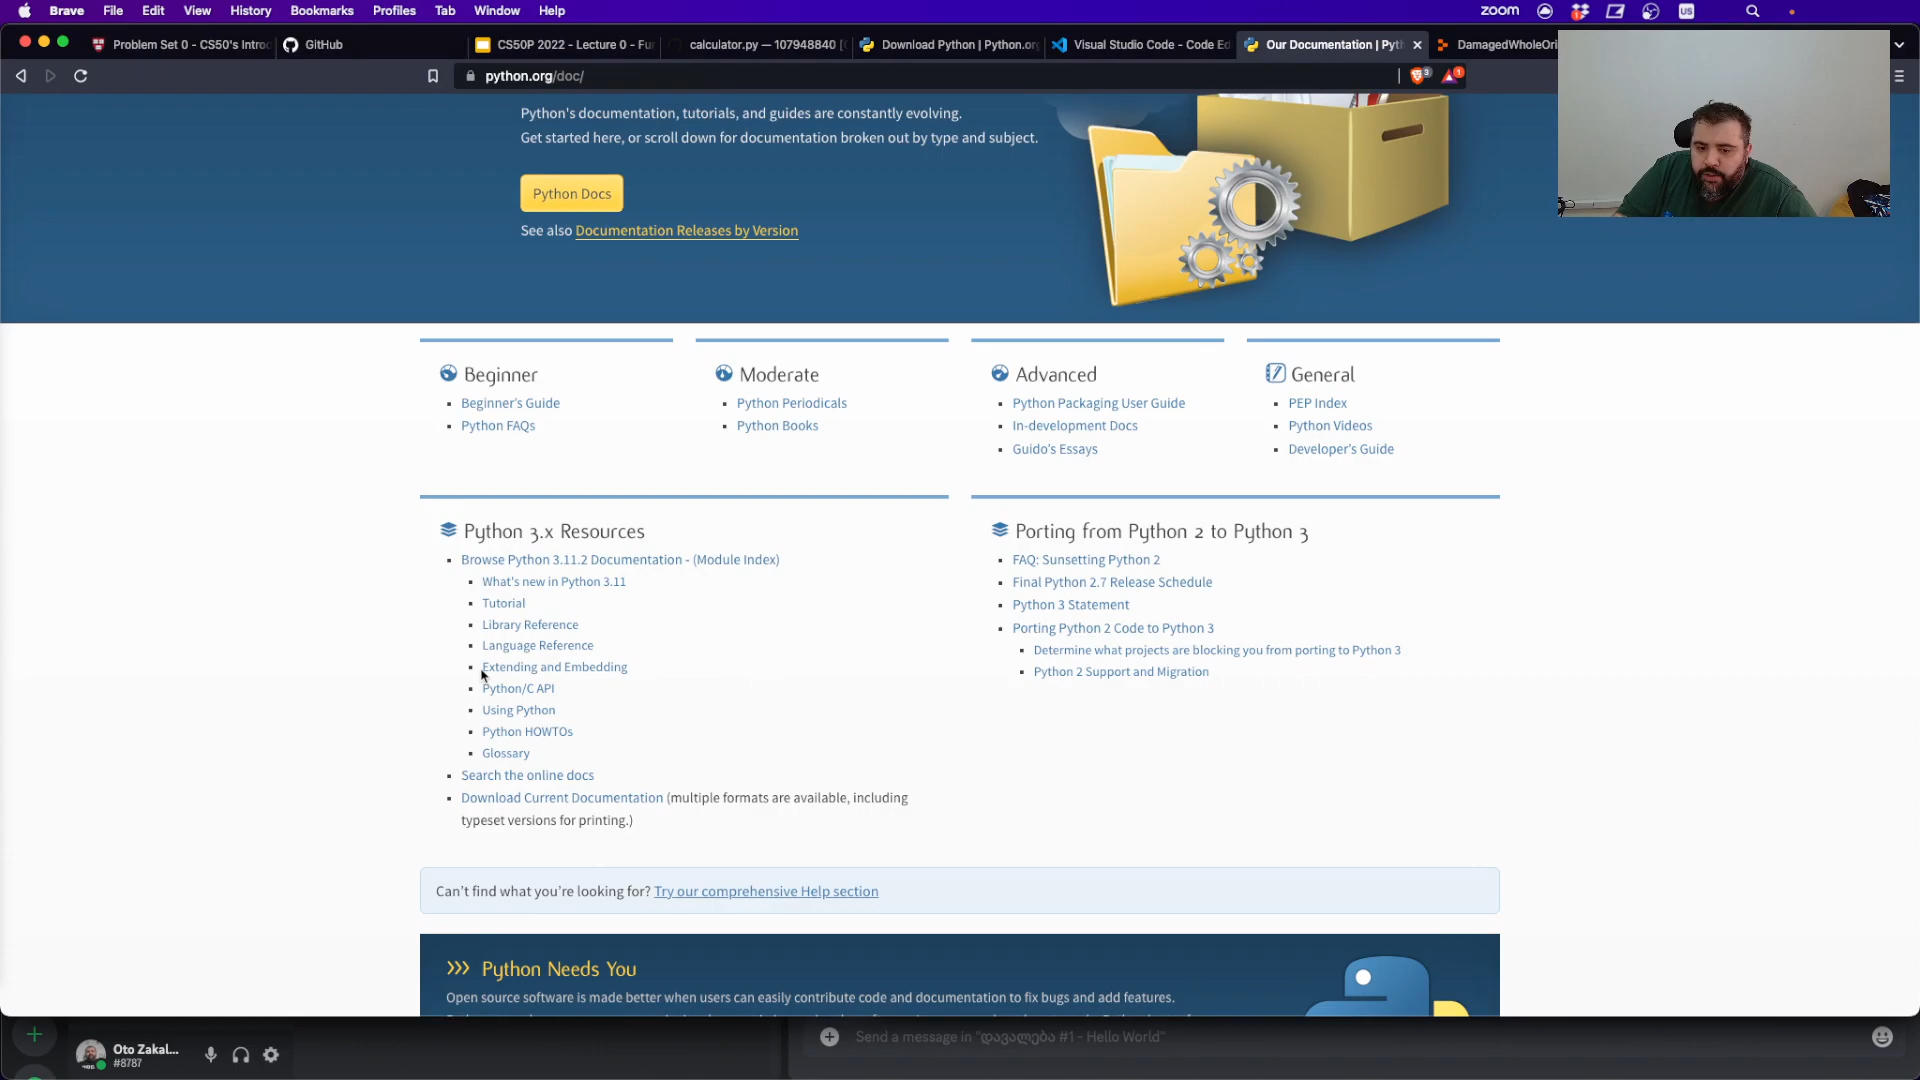 Brave File Edit View History Bookmarks Profiles Tab Window Help zoom US
Problem Set 0 - CS50's Intro GitHub CS50P 2022 - Lecture 0 - Fun calculator.py — 107948840 [ Download Python | Python.org Visual Studio Code - Code Ed Our Documentation | Pyth DamagedWholeOri
python.org/doc/ 3 1
Python's documentation, tutorials, and guides are constantly evolving.
Get started here, or scroll down for documentation broken out by type and subject.
Python Docs
See also Documentation Releases by Version
Beginner
Beginner's Guide
Python FAQs
Moderate
Python Periodicals
Python Books
Advanced
Python Packaging User Guide
In-development Docs
Guido's Essays
General
PEP Index
Python Videos
Developer's Guide
Python 3.x Resources
Browse Python 3.11.2 Documentation - (Module Index)
What's new in Python 3.11
Tutorial
Library Reference
Language Reference
Extending and Embedding
Python/C API
Using Python
Python HOWTOs
Glossary
Search the online docs
Download Current Documentation (multiple formats are available, including
typeset versions for printing.)
Porting from Python 2 to Python 3
FAQ: Sunsetting Python 2
Final Python 2.7 Release Schedule
Python 3 Statement
Porting Python 2 Code to Python 3
Determine what projects are blocking you from porting to Python 3
Python 2 Support and Migration
Can't find what you're looking for? Try our comprehensive Help section
>>> Python Needs You
Open source software is made better when users can easily contribute code and documentation to fix bugs and add features.
Oto Zakal...
#8787
Send a message in "დავალება #1 - Hello World"